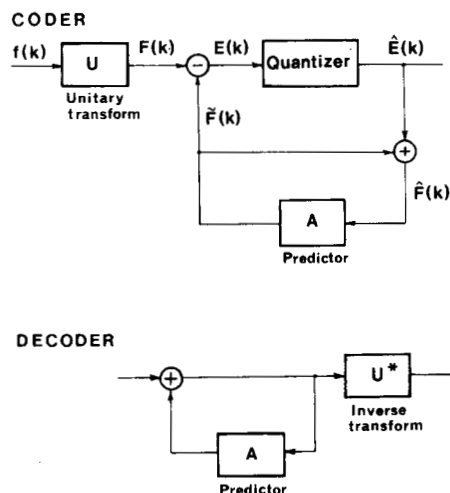 CODER
f(k)
U
F(k)
−
E(k)
Quantizer
Ê(k)
Unitary
transform
F̃(k)
+
F̂(k)
A
Predictor
DECODER
+
U*
Inverse
transform
A
Predictor